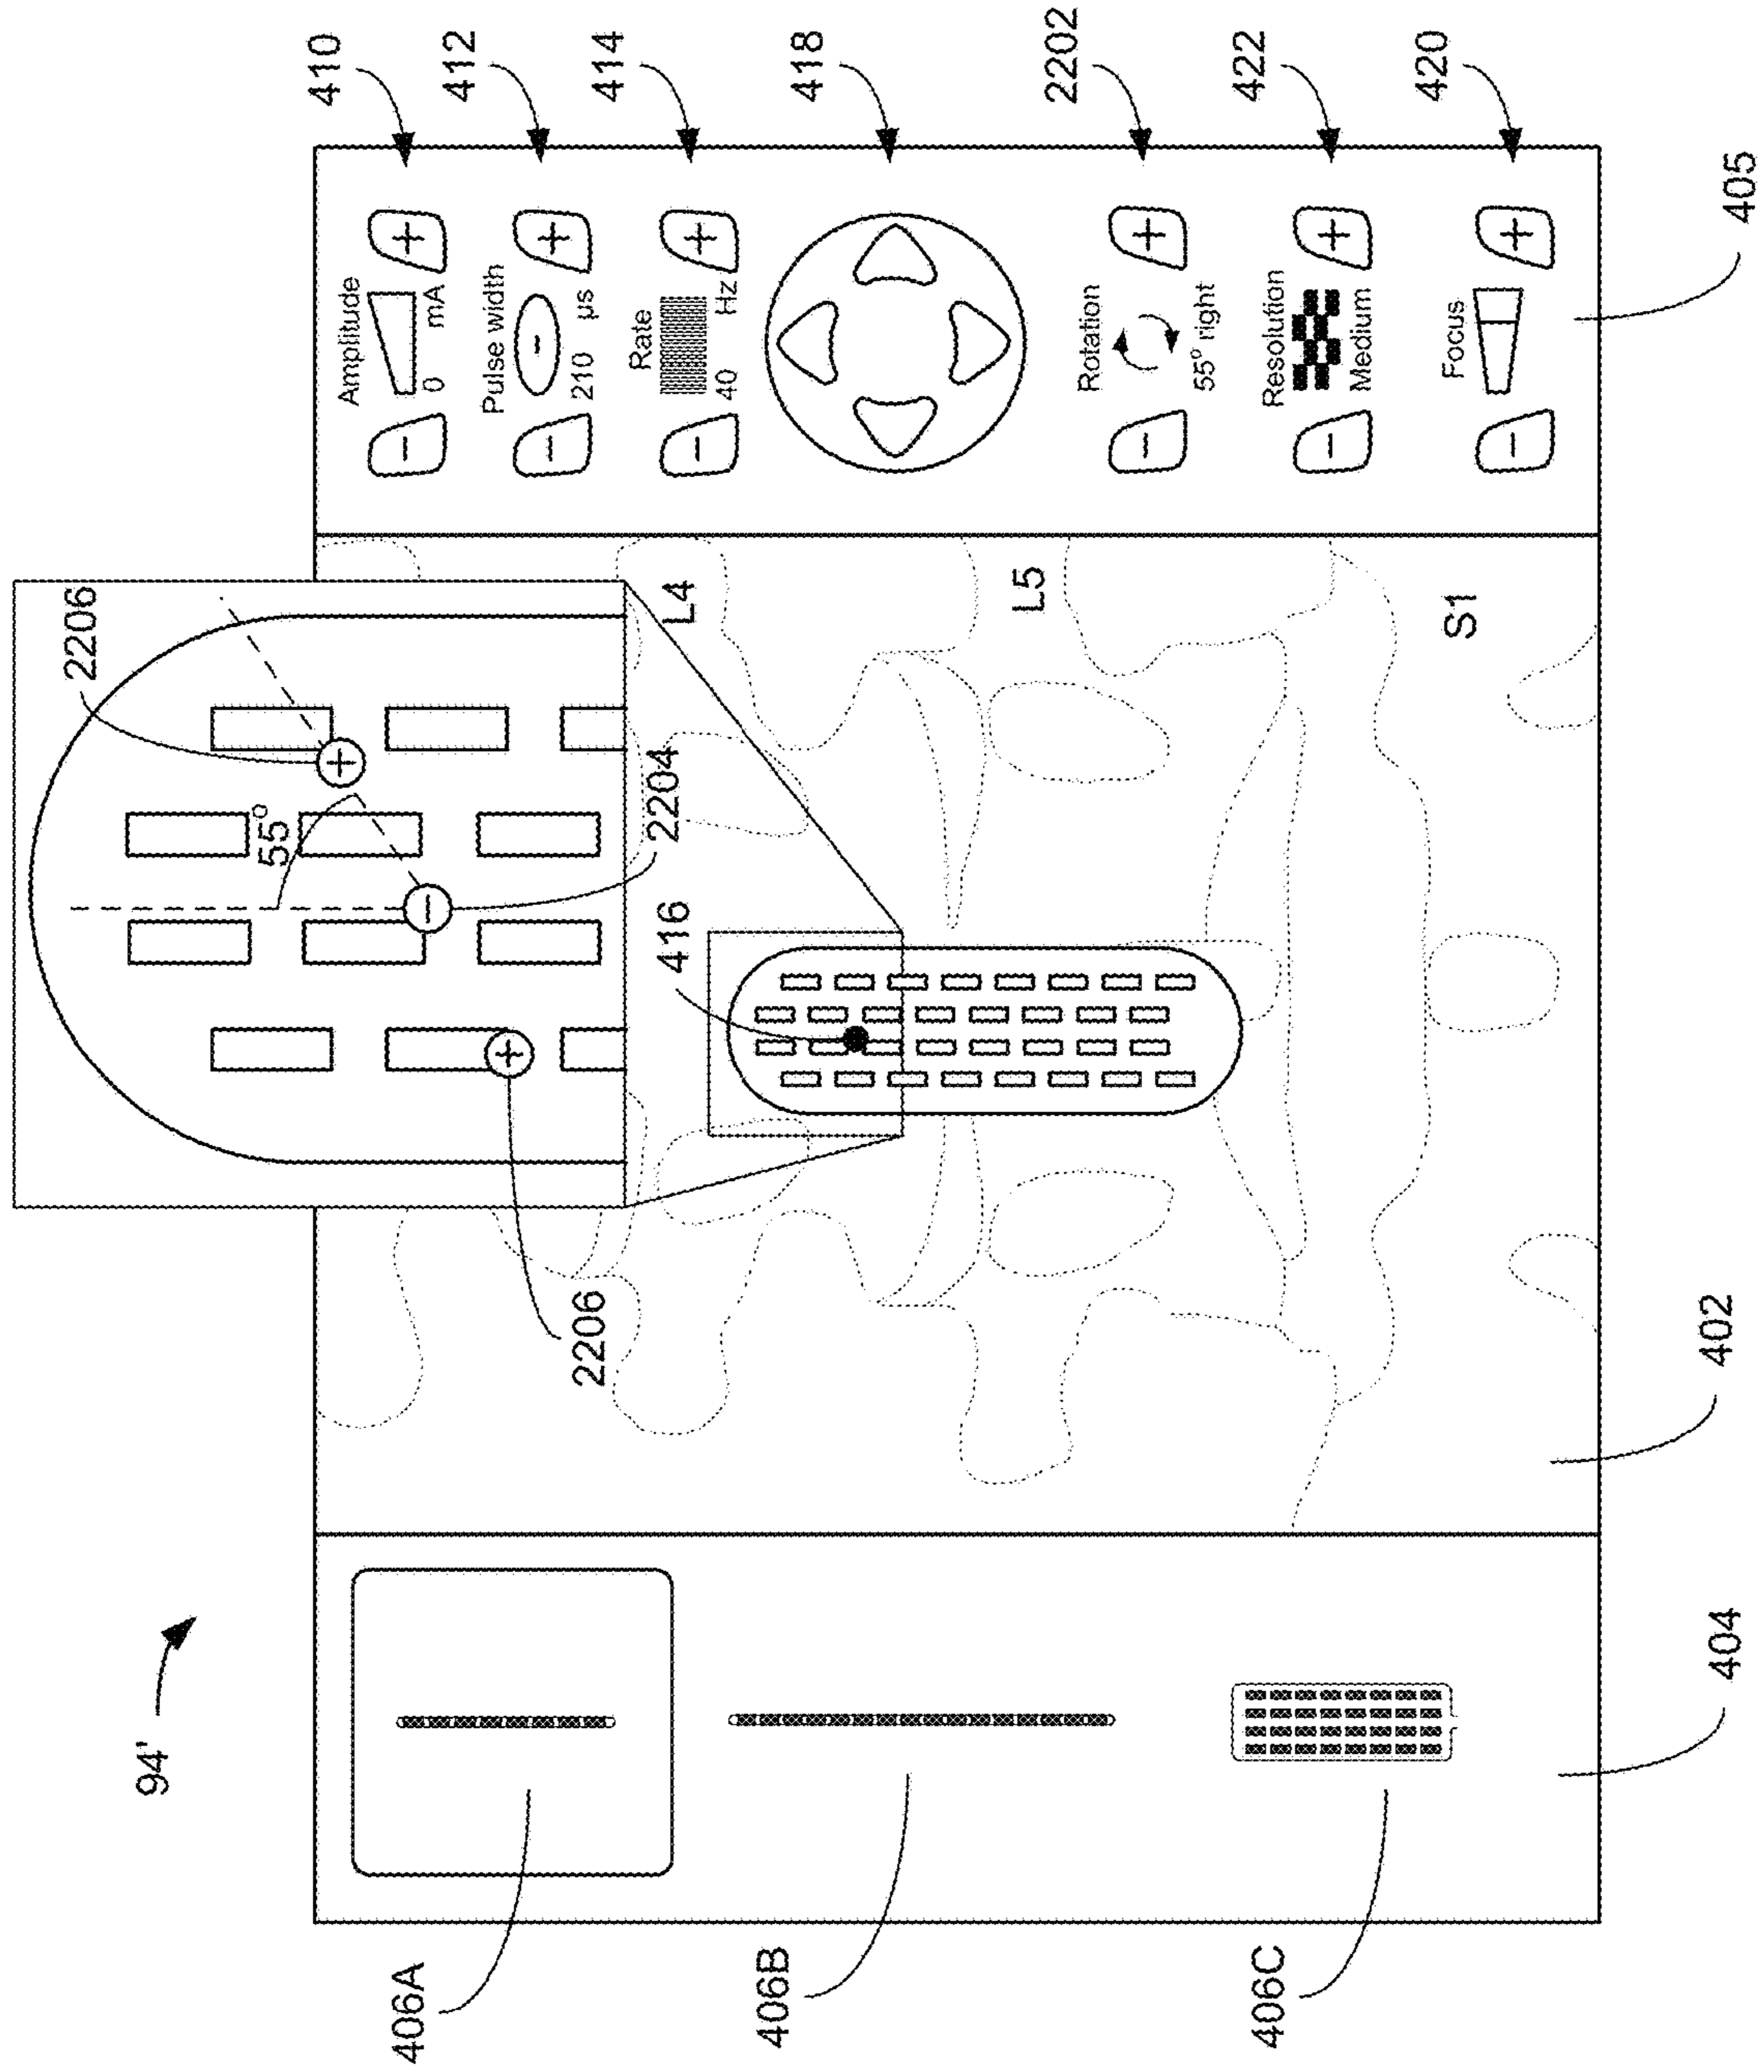 94'
2206
55°
2206
2204
416
L4
L5
S1
406A
406B
406C
404
402
405
410
Amplitude
0 mA
412
Pulse width
210 µs
414
Rate
40 Hz
418
2202
Rotation
55° right
422
Resolution
Medium
420
Focus